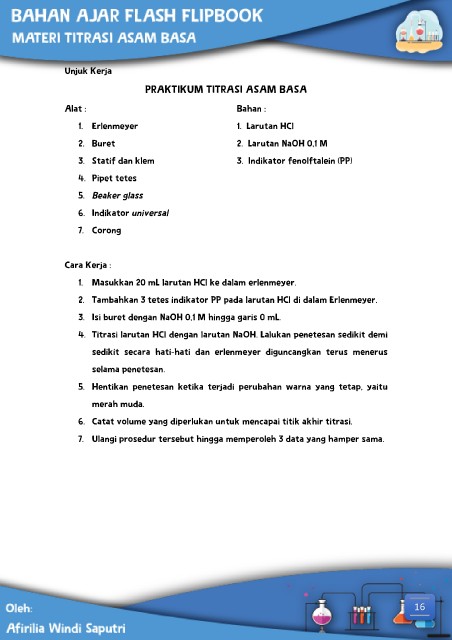 BAHAN AJAR FLASH FLIPBOOK
MATERI TITRASI ASAM BASA
Unjuk Kerja
PRAKTIKUM TITRASI ASAM BASA
Alat :
1. Erlenmeyer
2. Buret
3. Statif dan klem
4. Pipet tetes
5. Beaker glass
6. Indikator universal
7. Corong
Bahan :
1. Larutan HCl
2. Larutan NaOH 0,1 M
3. Indikator fenolftalein (PP)
Cara Kerja :
1. Masukkan 20 mL larutan HCl ke dalam erlenmeyer.
2. Tambahkan 3 tetes indikator PP pada larutan HCl di dalam Erlenmeyer.
3. Isi buret dengan NaOH 0,1 M hingga garis 0 mL.
4. Titrasi larutan HCl dengan larutan NaOH. Lalukan penetesan sedikit demi
sedikit secara hati-hati dan erlenmeyer diguncangkan terus menerus
selama penetesan.
5. Hentikan penetesan ketika terjadi perubahan warna yang tetap, yaitu
merah muda.
6. Catat volume yang diperlukan untuk mencapai titik akhir titrasi.
7. Ulangi prosedur tersebut hingga memperoleh 3 data yang hamper sama.
16
Oleh:
Afirilia Windi Saputri